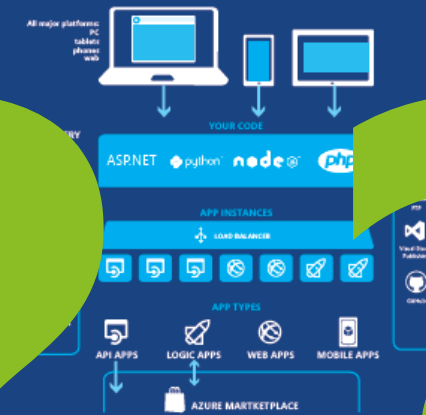 All major platforms:
PC
tablets
phones
web
YOUR CODE
ASP.NET python node php
APP INSTANCES
LOAD BALANCER
APP TYPES
API APPS LOGIC APPS WEB APPS MOBILE APPS
AZURE MARTKETPLACE
GitHub